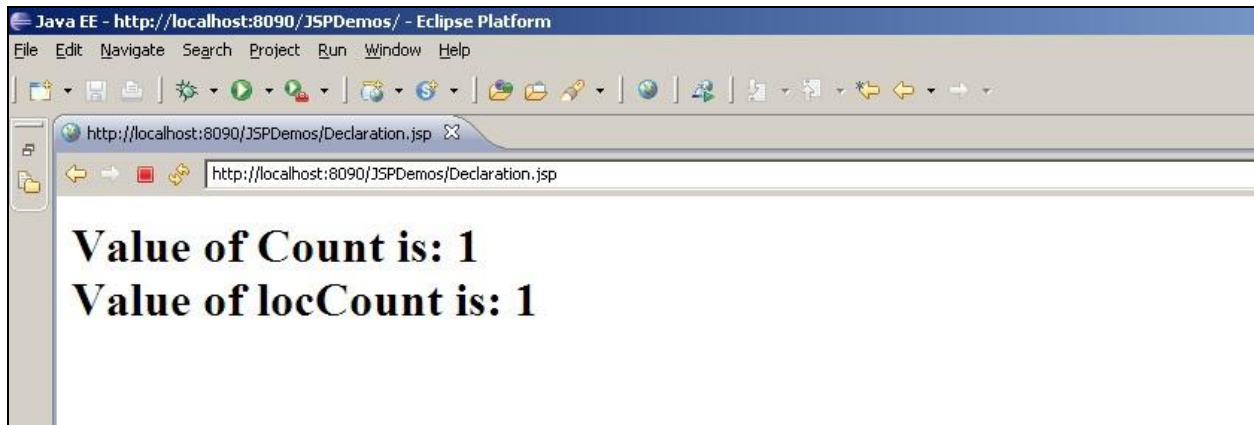 Java EE - http://localhost:8090/JSPDemos/ - Eclipse Platform
File Edit Navigate Search Project Run Window Help
http://localhost:8090/JSPDemos/Declaration.jsp
http://localhost:8090/JSPDemos/Declaration.jsp
Value of Count is: 1
Value of locCount is: 1